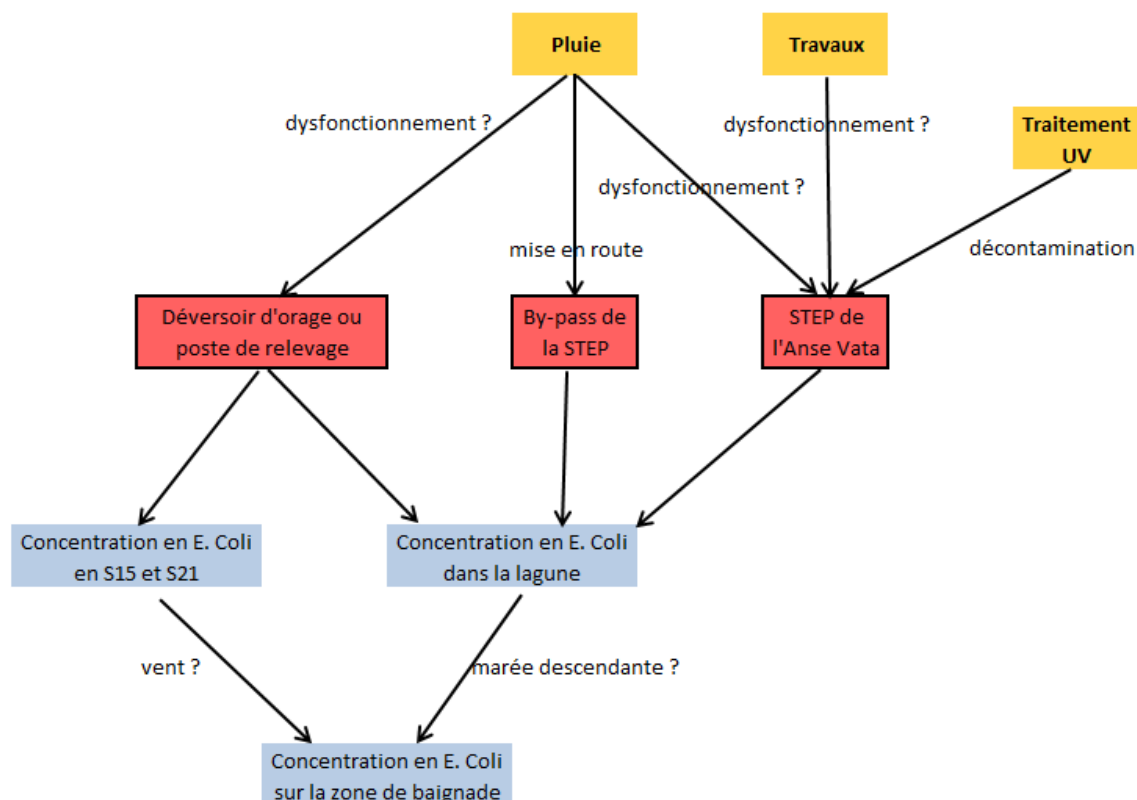 Pluie
Travaux
dysfonctionnement ?
dysfonctionnement ?
Traitement
UV
dysfonctionnement ?
mise en route
décontamination
Déversoir d'orage ou
poste de relevage
By-pass de
la STEP
STEP de
l'Anse Vata
Concentration en E. Coli
en S15 et S21
Concentration en E. Coli
dans la lagune
vent ?
marée descendante ?
Concentration en E. Coli
sur la zone de baignade